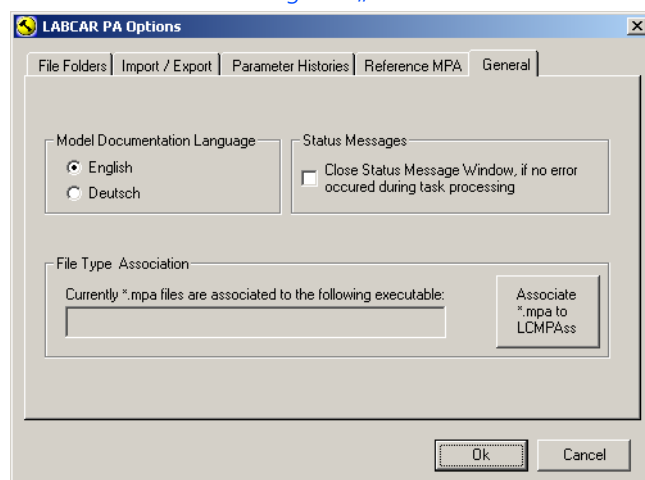 LABCAR PA Options
File Folders Import / Export Parameter Histories Reference MPA General
Model Documentation Language
English
Deutsch
Status Messages
Close Status Message Window, if no error
occured during task processing
File Type Association
Currently *.mpa files are associated to the following executable:
Associate
*.mpa to
LCMPAss
Ok Cancel